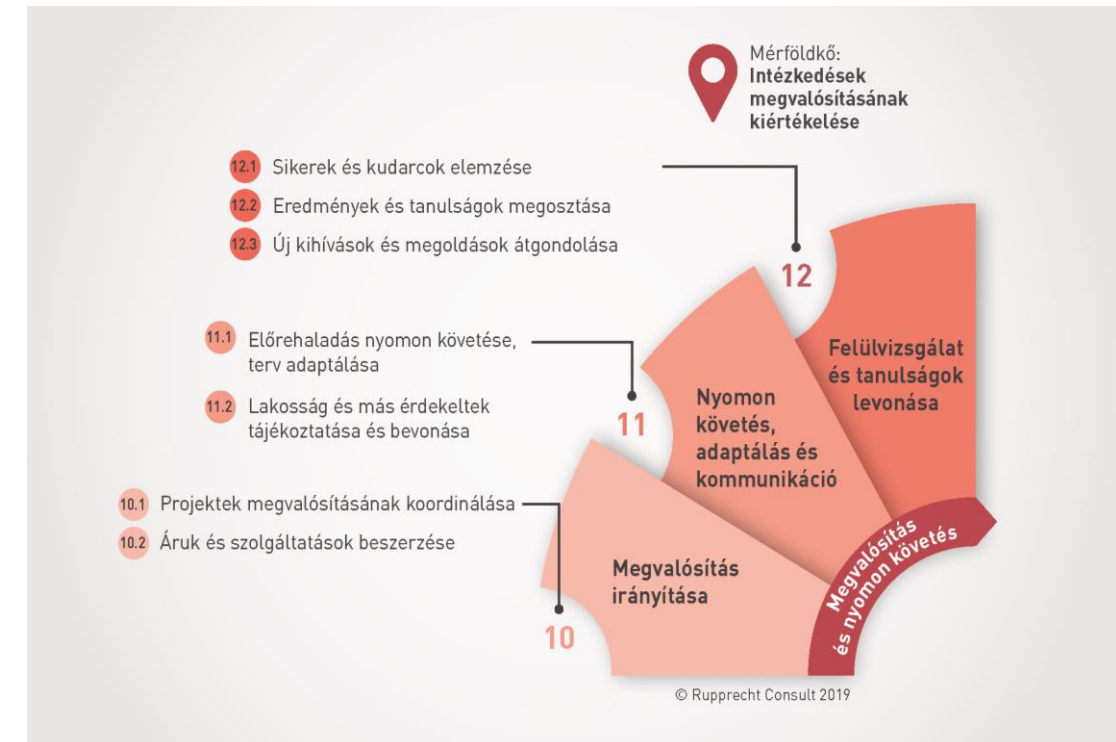 Mérföldkő:
Intézkedések
megvalósításának
kiértékelése
12.1 Sikerek és kudarcok elemzése
12.2 Eredmények és tanulságok megosztása
12.3 Új kihívások és megoldások átgondolása
12
Felülvizsgálat
és tanulságok
levonása
11.1 Előrehaladás nyomon követése,
terv adaptálása
11.2 Lakosság és más érdekeltek
tájékoztatása és bevonása
11
Nyomon
követés,
adaptálás és
kommunikáció
10.1 Projektek megvalósításának koordinálása
10.2 Áruk és szolgáltatások beszerzése
10
Megvalósítás
irányítása
Megvalósítás
és nyomon követés
© Rupprecht Consult 2019